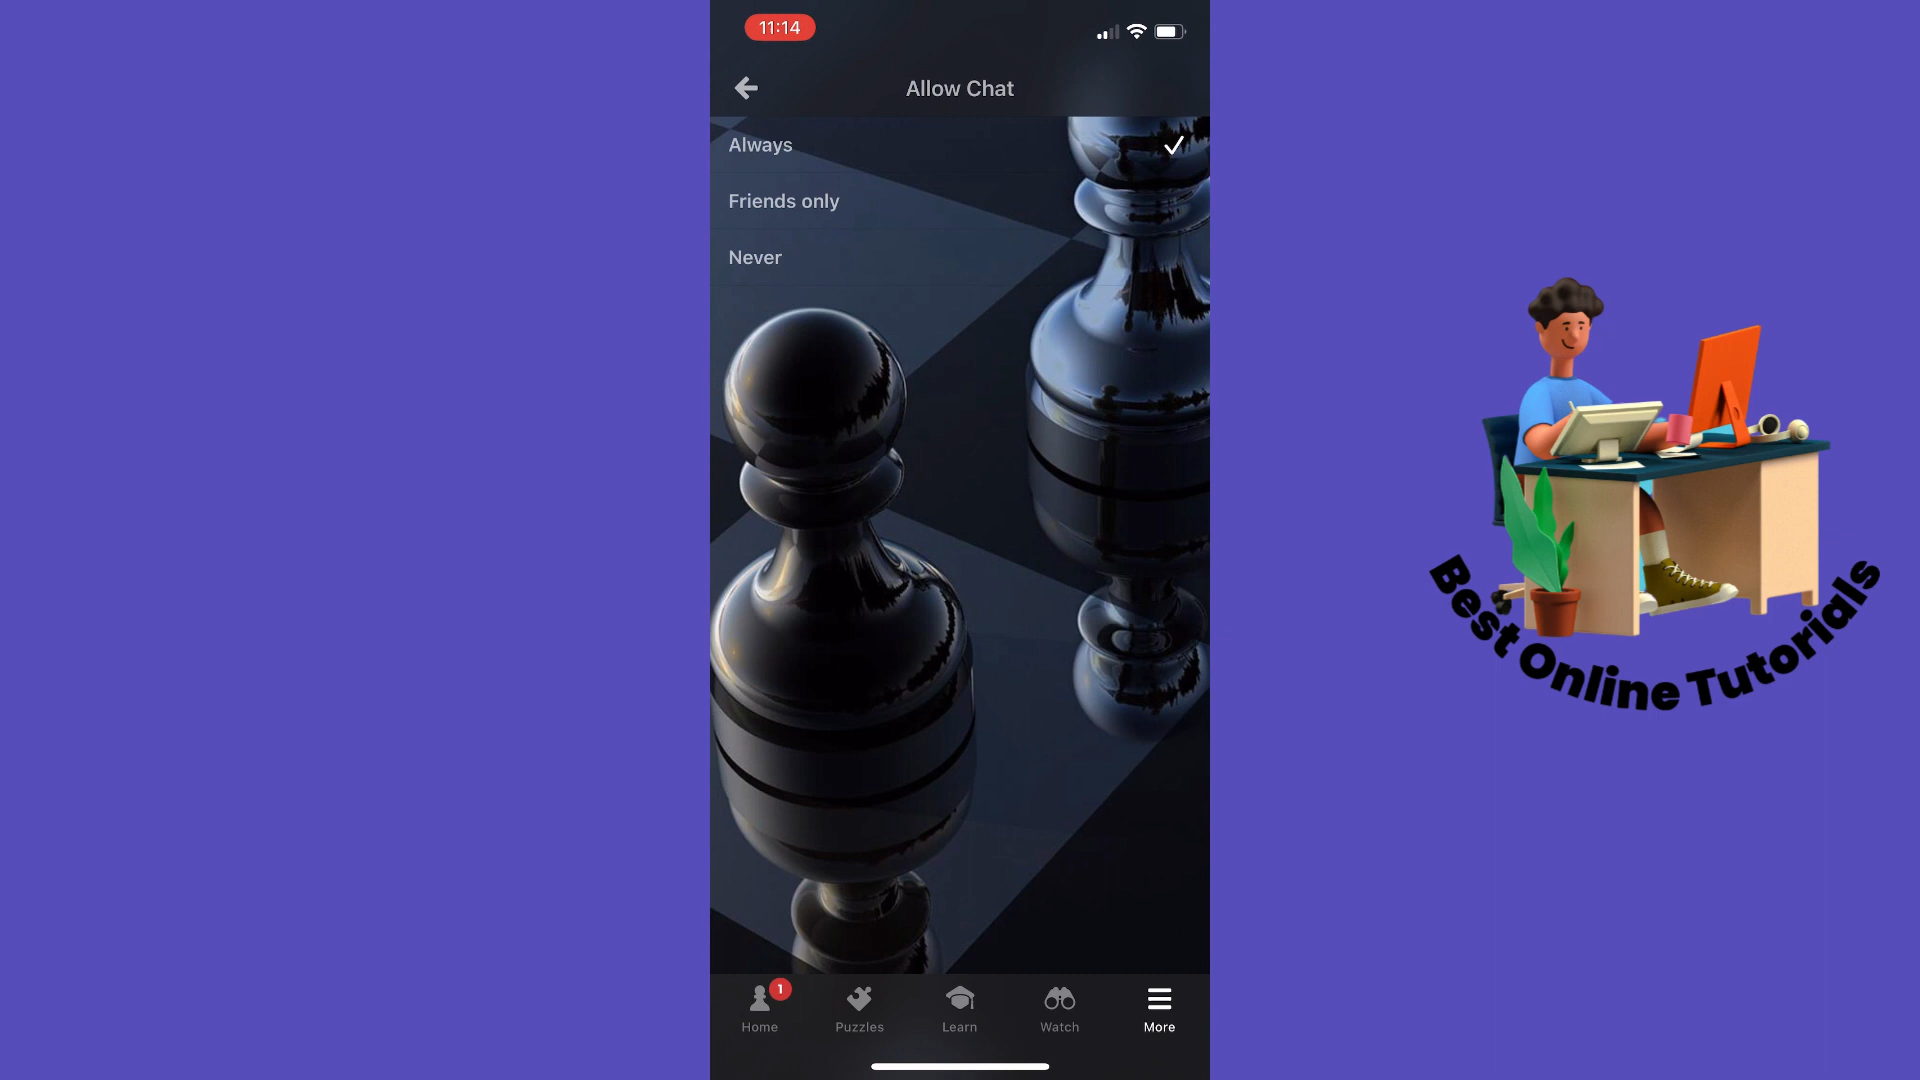 11:14
Allow Chat
Always
Friends only
Never
1
Home
Puzzles
Learn
Watch
More
Best Online Tutorials